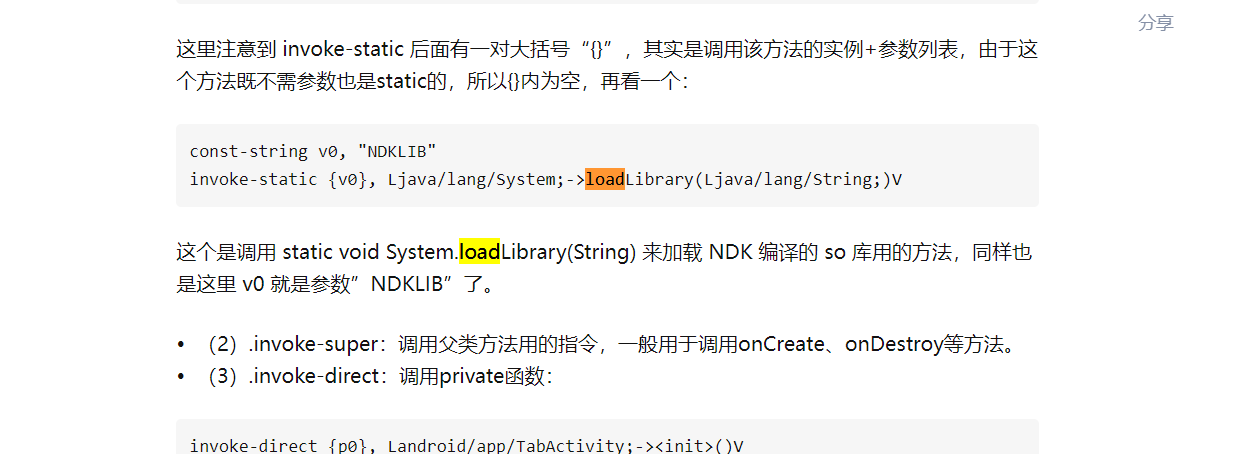 分享
这里注意到 invoke-static 后面有一对大括号“{}”，其实是调用该方法的实例+参数列表，由于这
个方法既不需参数也是static的，所以{}内为空，再看一个：
const-string v0, "NDKLIB"
invoke-static {v0}, Ljava/lang/System;->loadLibrary(Ljava/lang/String;)V
这个是调用 static void System.loadLibrary(String) 来加载 NDK 编译的 so 库用的方法，同样也
是这里 v0 就是参数”NDKLIB”了。
• （2）.invoke-super：调用父类方法用的指令，一般用于调用onCreate、onDestroy等方法。
• （3）.invoke-direct：调用private函数：
invoke-direct {p0}, Landroid/app/TabActivity;-><init>()V